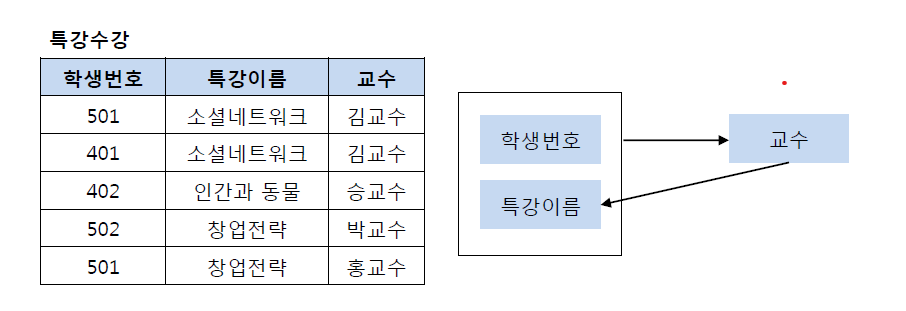 특강수강
학생번호 특강이름 교수
501 소셜네트워크 김교수
401 소셜네트워크 김교수
402 인간과 동물 승교수
502 창업전략 박교수
501 창업전략 홍교수
학생번호
교수
특강이름